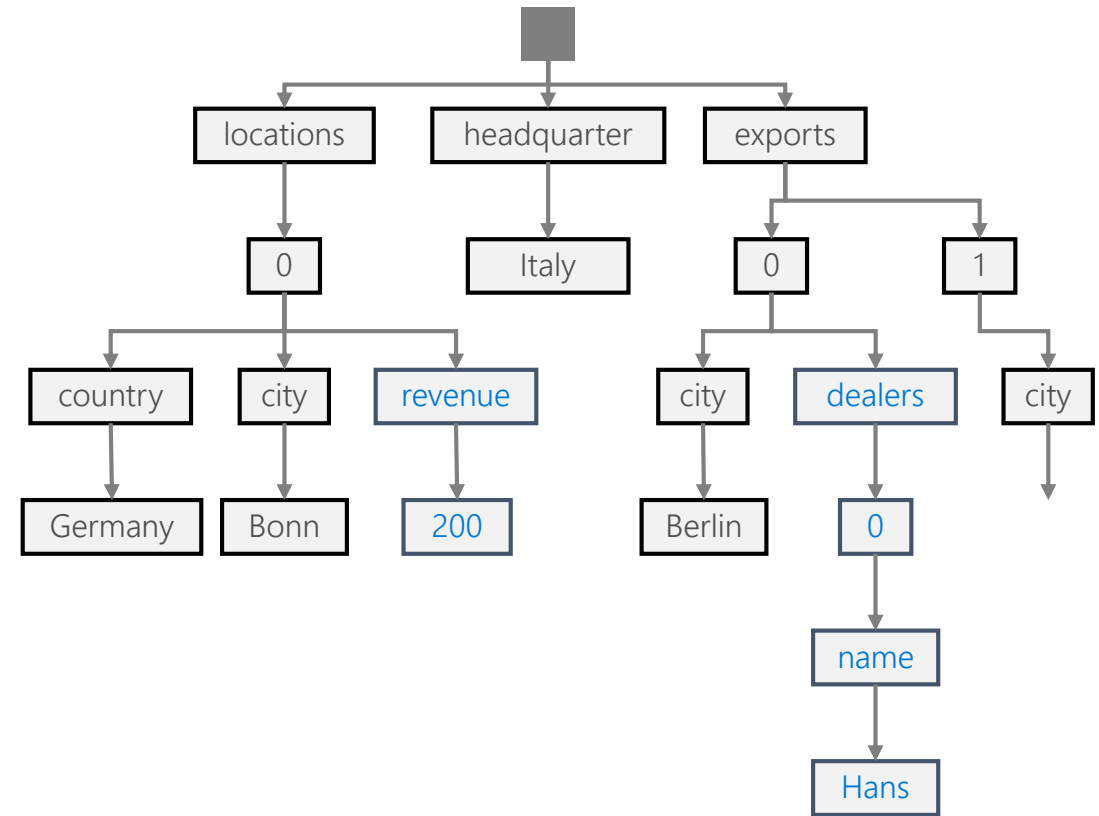 locations
headquarter
exports
0
Italy
0
1
country
city
revenue
city
dealers
city
Germany
Bonn
200
Berlin
0
name
Hans